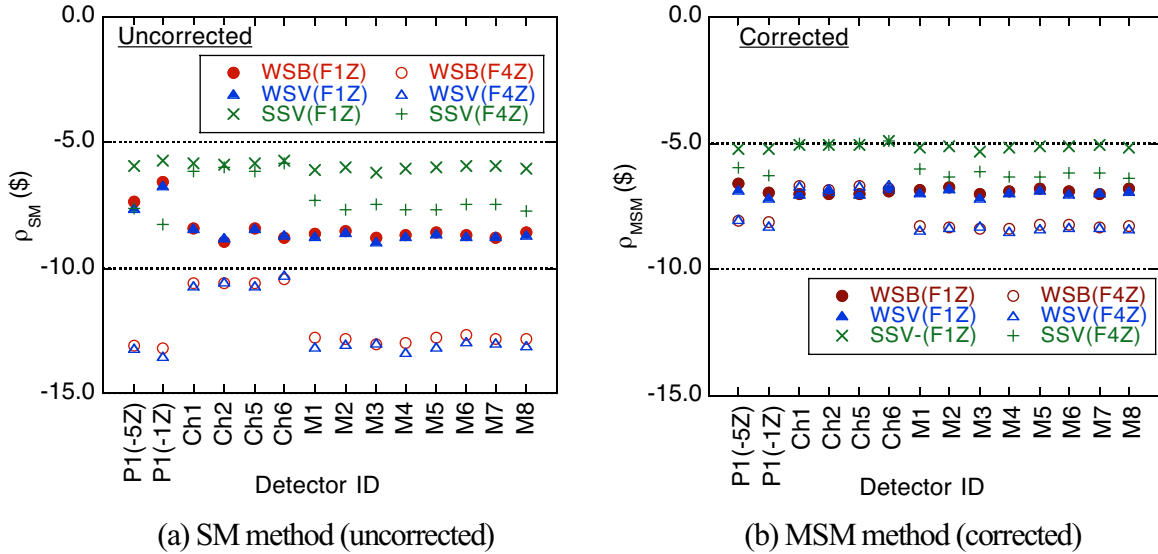 0.0
Uncorrected
WSB(F1Z) WSB(F4Z)
WSV(F1Z) WSV(F4Z)
SSV(F1Z) SSV(F4Z)
-5.0
ρSM ($)
-10.0
-15.0
P1(-5Z) P1(-1Z) Ch1 Ch2 Ch5 Ch6 M1 M2 M3 M4 M5 M6 M7 M8
Detector ID
(a) SM method (uncorrected)
0.0
Corrected
-5.0
ρMSM ($)
-10.0
WSB(F1Z) WSB(F4Z)
WSV(F1Z) WSV(F4Z)
SSV-(F1Z) SSV(F4Z)
-15.0
P1(-5Z) P1(-1Z) Ch1 Ch2 Ch5 Ch6 M1 M2 M3 M4 M5 M6 M7 M8
Detector ID
(b) MSM method (corrected)